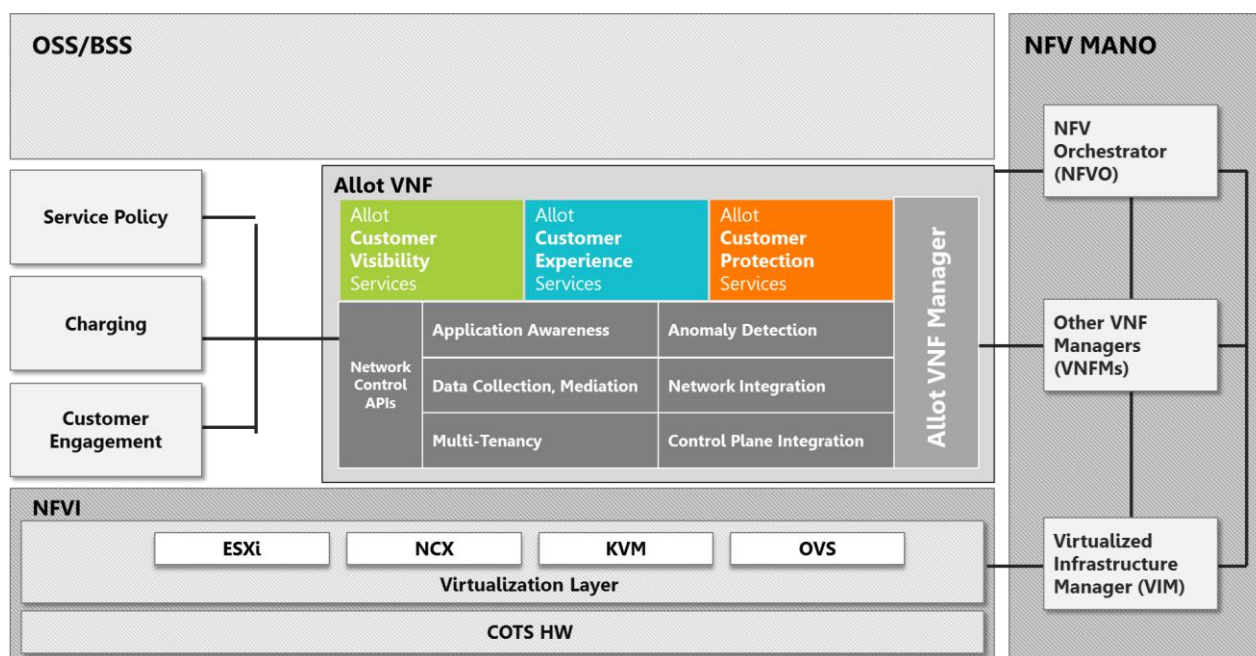 OSS/BSS
NFV MANO
NFV
Orchestrator
(NFVO)
Service Policy
Charging
Customer
Engagement
Allot VNF
Allot
Customer
Visibility
Services
Allot
Customer
Experience
Services
Allot
Customer
Protection
Services
Network
Control
APIs
Application Awareness
Anomaly Detection
Data Collection, Mediation
Network Integration
Multi-Tenancy
Control Plane Integration
Allot VNF Manager
Other VNF
Managers
(VNFMs)
NFVI
ESXi
NCX
KVM
OVS
Virtualization Layer
COTS HW
Virtualized
Infrastructure
Manager (VIM)